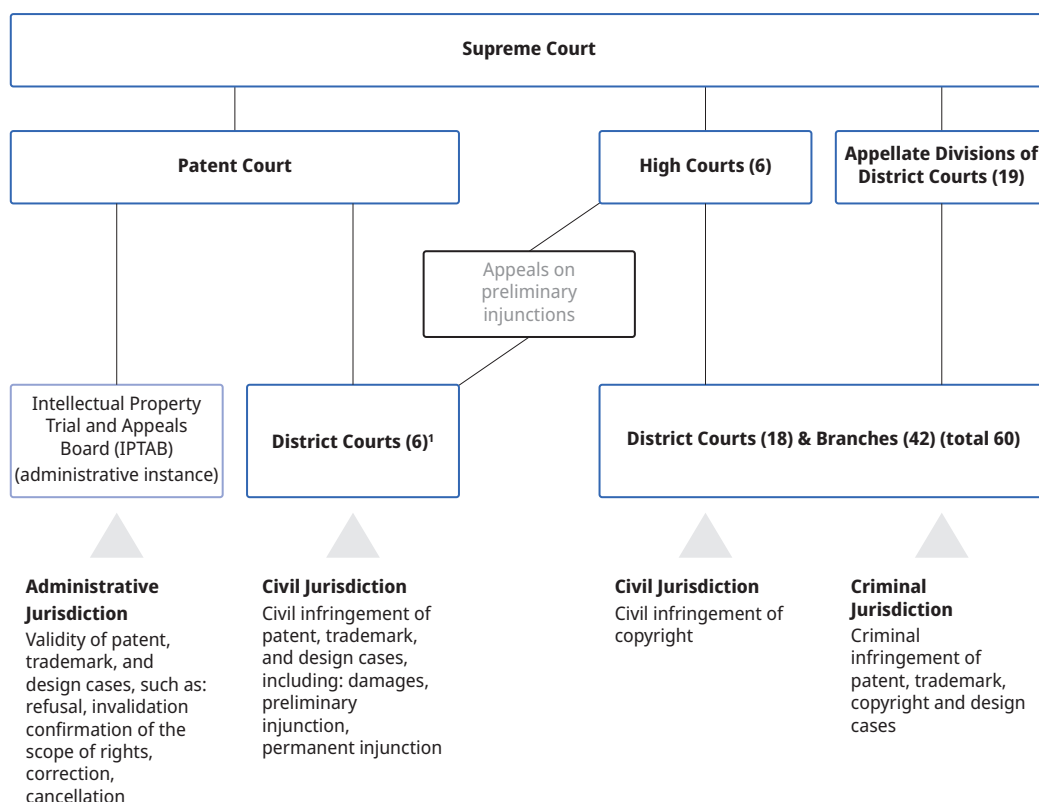 Supreme Court
Patent Court
High Courts (6)
Appellate Divisions of
District Courts (19)
Appeals on
preliminary
injunctions
Intellectual Property
Trial and Appeals
Board (IPTAB)
(administrative instance)
District Courts (6)¹
District Courts (18) & Branches (42) (total 60)
Administrative
Jurisdiction
Validity of patent,
trademark, and
design cases, such as:
refusal, invalidation
confirmation of the
scope of rights,
correction,
cancellation
Civil Jurisdiction
Civil infringement of
patent, trademark,
and design cases,
including: damages,
preliminary
injunction,
permanent injunction
Civil Jurisdiction
Civil infringement of
copyright
Criminal
Jurisdiction
Criminal
infringement of
patent, trademark,
copyright and design
cases